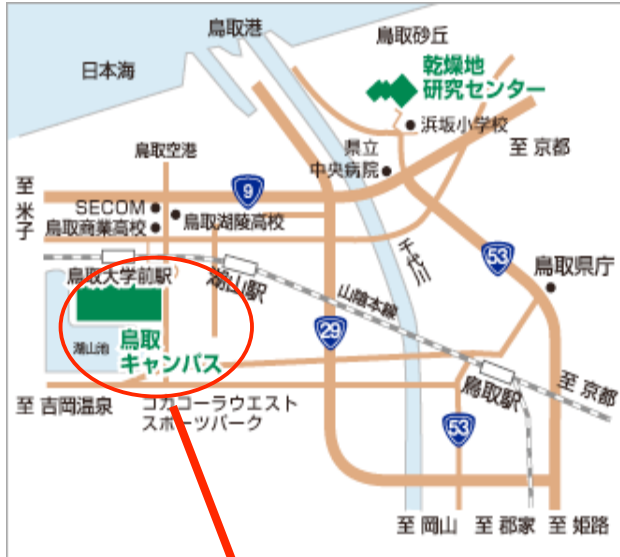 鳥取港
鳥取砂丘
日本海
乾燥地
研究センター
浜坂小学校
鳥取空港
県立
中央病院
至 京都
至 米子
9
SECOM
鳥取商業高校
鳥取湖陵高校
千代川
53
鳥取県庁
鳥取大学前駅
湖山駅
山陰本線
29
湖山池
鳥取
キャンパス
鳥取駅
至 京都
至 吉岡温泉
コカコーラウエスト
スポーツパーク
53
至 岡山
至 郡家
至 姫路